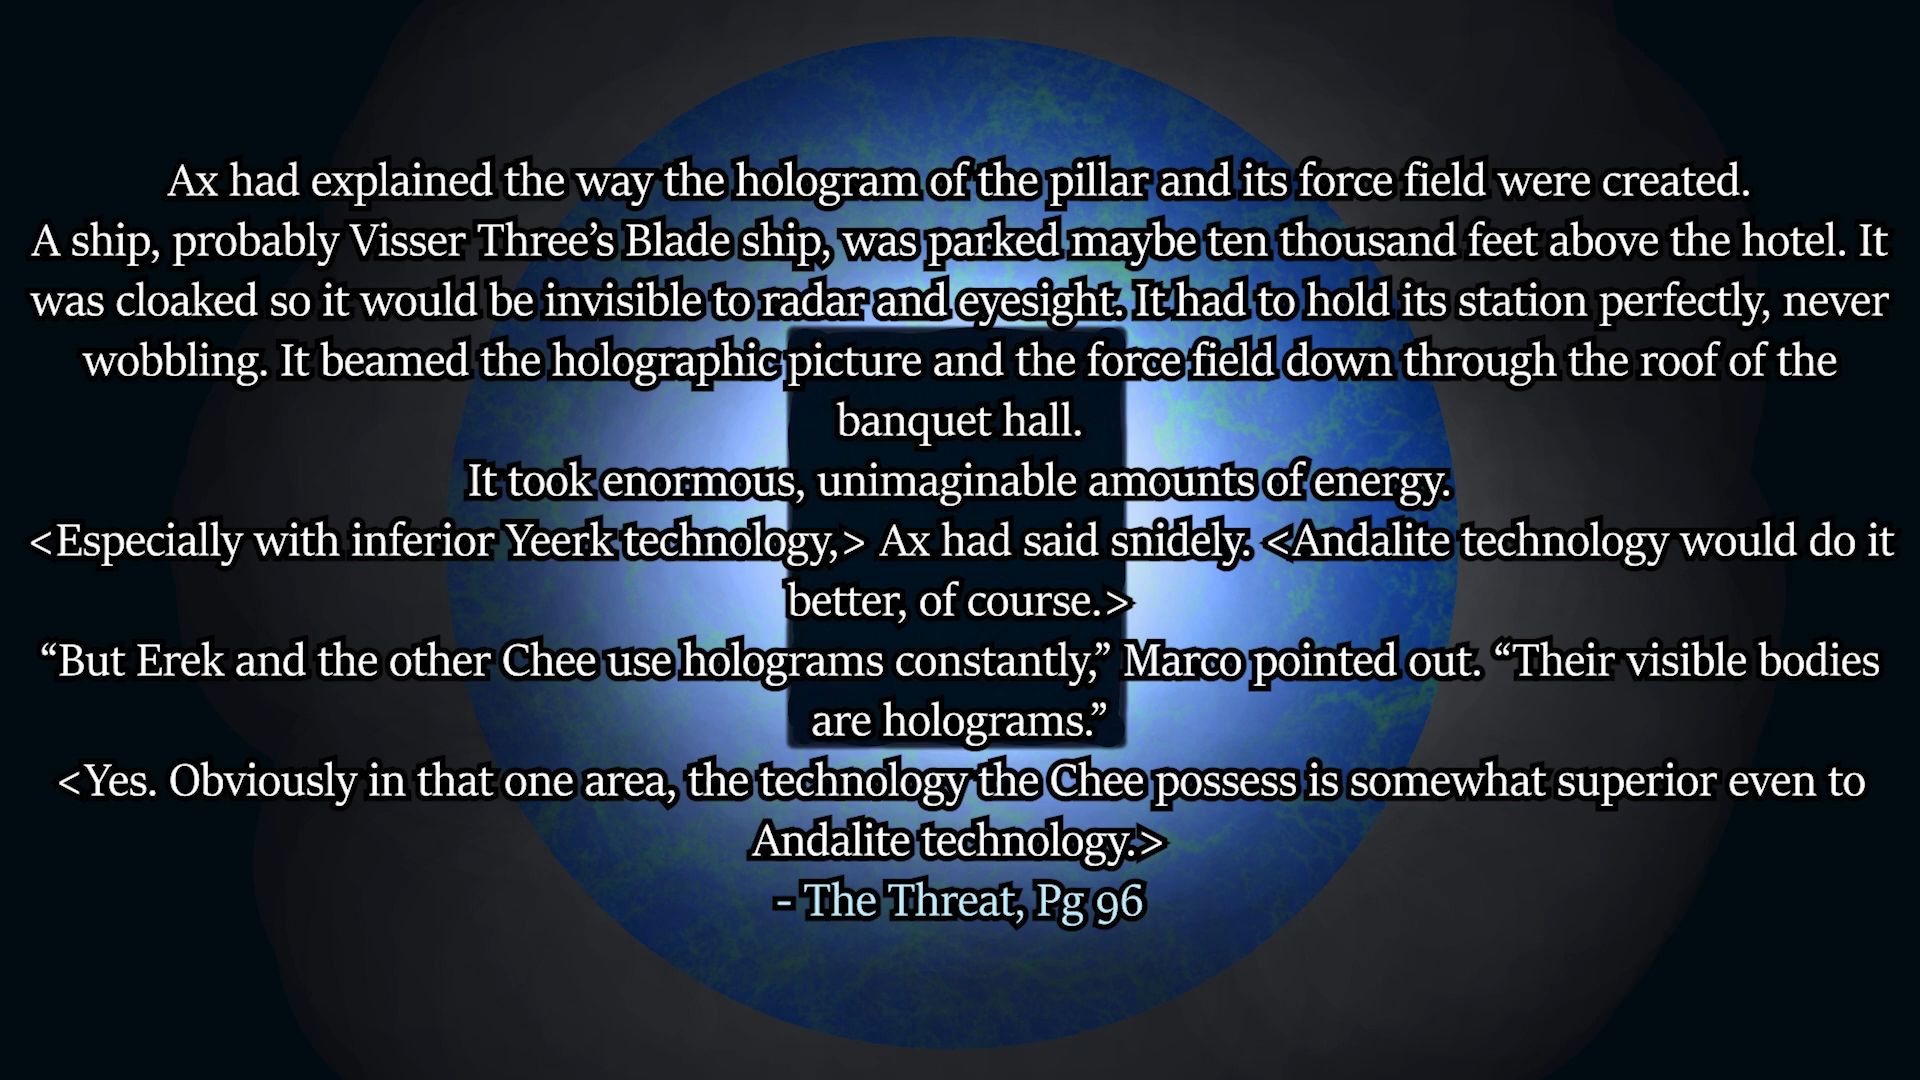 Ax had explained the way the hologram of the pillar and its force field were created.
A ship, probably Visser Three’s Blade ship, was parked maybe ten thousand feet above the hotel. It
was cloaked so it would be invisible to radar and eyesight. It had to hold its station perfectly, never
wobbling. It beamed the holographic picture and the force field down through the roof of the
banquet hall.
It took enormous, unimaginable amounts of energy.
<Especially with inferior Yeerk technology,> Ax had said snidely. <Andalite technology would do it
better, of course.>
“But Erek and the other Chee use holograms constantly,” Marco pointed out. “Their visible bodies
are holograms.”
<Yes. Obviously in that one area, the technology the Chee possess is somewhat superior even to
Andalite technology.>
- The Threat, Pg 96